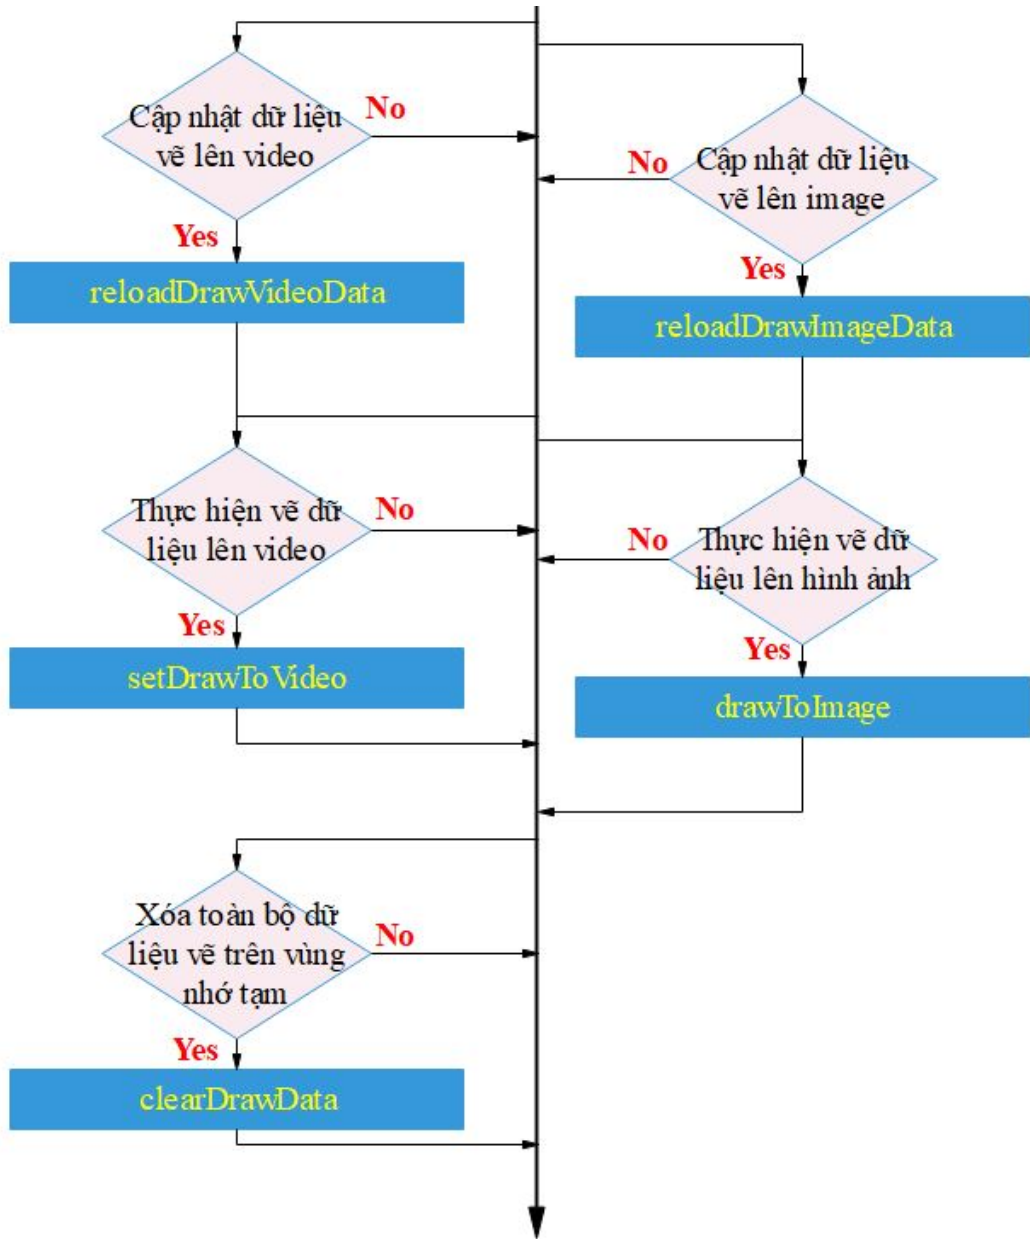 Cập nhật dữ liệu
vẽ lên video
No
Yes
reloadDrawVideoData
Cập nhật dữ liệu
vẽ lên image
No
Yes
reloadDrawImageData
Thực hiện vẽ dữ
liệu lên video
No
Yes
setDrawToVideo
Thực hiện vẽ dữ
liệu lên hình ảnh
No
Yes
drawToImage
Xóa toàn bộ dữ
liệu vẽ trên vùng
nhớ tạm
No
Yes
clearDrawData